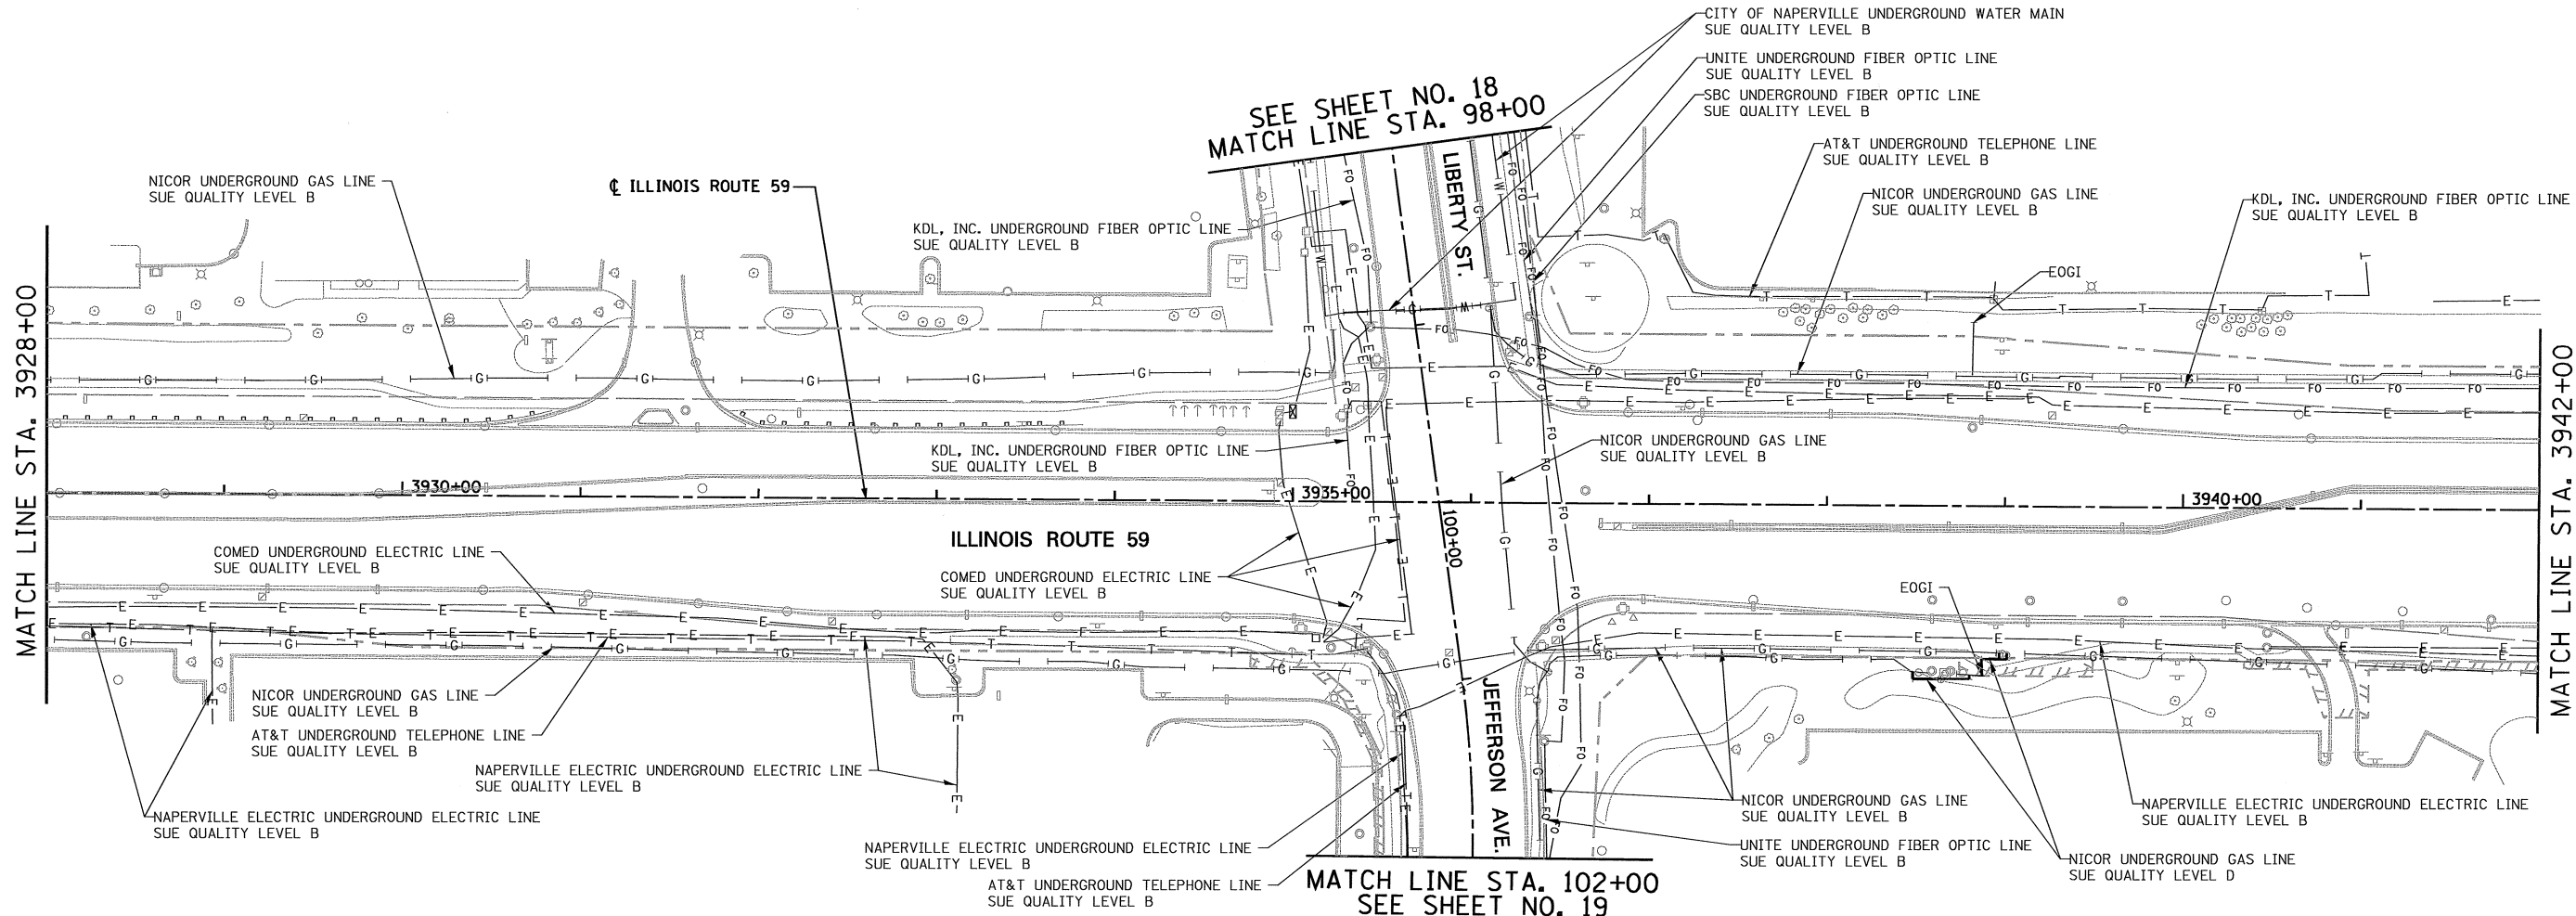 CITY OF NAPERVILLE UNDERGROUND WATER MAIN
SUE QUALITY LEVEL B
UNITE UNDERGROUND FIBER OPTIC LINE
SUE QUALITY LEVEL B
SBC UNDERGROUND FIBER OPTIC LINE
SUE QUALITY LEVEL B
SEE SHEET NO. 18
MATCH LINE STA. 98+00
AT&T UNDERGROUND TELEPHONE LINE
SUE QUALITY LEVEL B
NICOR UNDERGROUND GAS LINE
SUE QUALITY LEVEL B
℄ ILLINOIS ROUTE 59
LIBERTY ST.
NICOR UNDERGROUND GAS LINE
SUE QUALITY LEVEL B
KDL, INC. UNDERGROUND FIBER OPTIC LINE
SUE QUALITY LEVEL B
KDL, INC. UNDERGROUND FIBER OPTIC LINE
SUE QUALITY LEVEL B
EOGI
MATCH LINE STA. 3928+00
MATCH LINE STA. 3942+00
KDL, INC. UNDERGROUND FIBER OPTIC LINE
SUE QUALITY LEVEL B
NICOR UNDERGROUND GAS LINE
SUE QUALITY LEVEL B
3930+00
3935+00
3940+00
100+00
ILLINOIS ROUTE 59
COMED UNDERGROUND ELECTRIC LINE
SUE QUALITY LEVEL B
COMED UNDERGROUND ELECTRIC LINE
SUE QUALITY LEVEL B
EOGI
NICOR UNDERGROUND GAS LINE
SUE QUALITY LEVEL B
AT&T UNDERGROUND TELEPHONE LINE
SUE QUALITY LEVEL B
JEFFERSON AVE.
NAPERVILLE ELECTRIC UNDERGROUND ELECTRIC LINE
SUE QUALITY LEVEL B
NAPERVILLE ELECTRIC UNDERGROUND ELECTRIC LINE
SUE QUALITY LEVEL B
NICOR UNDERGROUND GAS LINE
SUE QUALITY LEVEL B
NAPERVILLE ELECTRIC UNDERGROUND ELECTRIC LINE
SUE QUALITY LEVEL B
NAPERVILLE ELECTRIC UNDERGROUND ELECTRIC LINE
SUE QUALITY LEVEL B
UNITE UNDERGROUND FIBER OPTIC LINE
SUE QUALITY LEVEL B
NICOR UNDERGROUND GAS LINE
SUE QUALITY LEVEL D
AT&T UNDERGROUND TELEPHONE LINE
SUE QUALITY LEVEL B
MATCH LINE STA. 102+00
SEE SHEET NO. 19